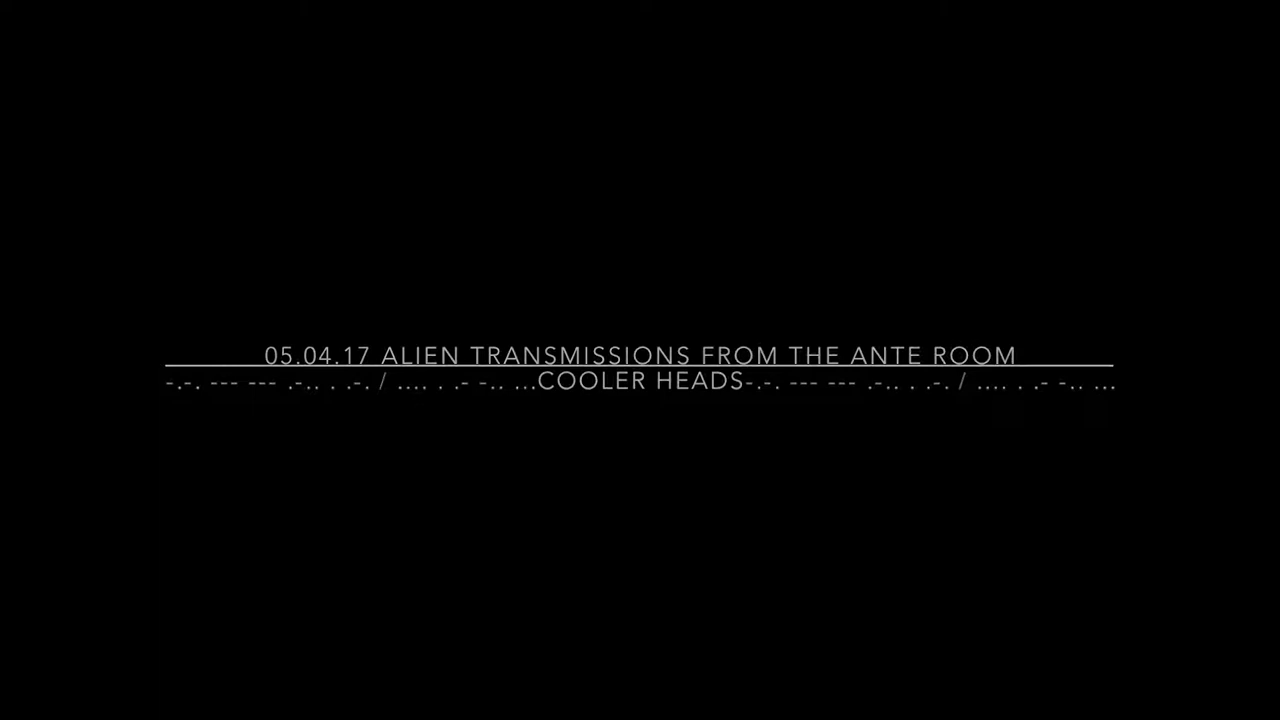 05.04.17 ALIEN TRANSMISSIONS FROM THE ANTE ROOM
-.-. --- --- .-.. . .-. / .... . .- -.. ...COOLER HEADS-.-. --- --- .-.. . .-. / .... . .- -.. ...